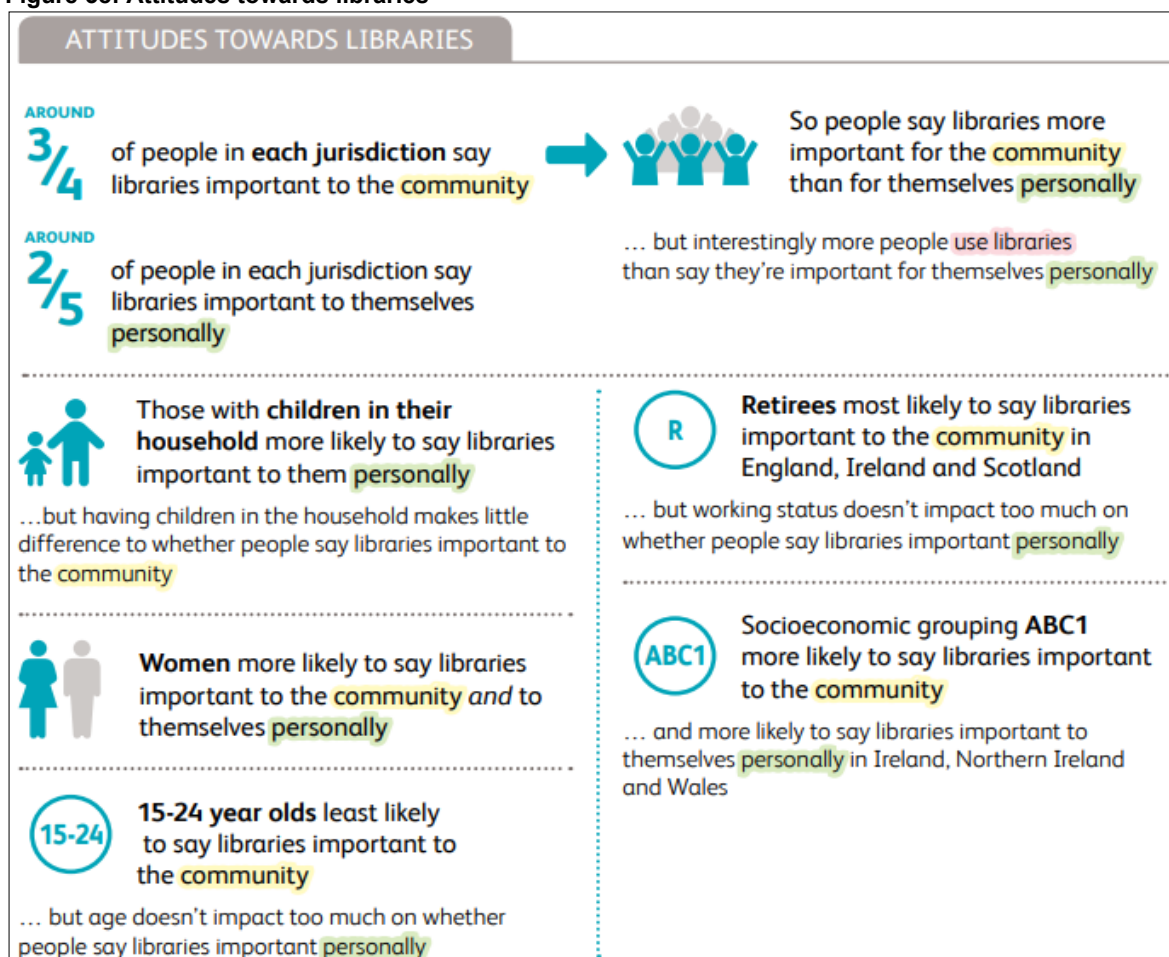 Figure 35: Attitudes towards libraries
ATTITUDES TOWARDS LIBRARIES
AROUND
3/4
of people in each jurisdiction say
libraries important to the community
So people say libraries more
important for the community
than for themselves personally
AROUND
2/5
of people in each jurisdiction say
libraries important to themselves
personally
… but interestingly more people use libraries
than say they're important for themselves personally
Those with children in their
household more likely to say libraries
important to them personally
…but having children in the household makes little
difference to whether people say libraries important to
the community
Women more likely to say libraries
important to the community and to
themselves personally
15-24
15-24 year olds least likely
to say libraries important to
the community
… but age doesn't impact too much on whether
people say libraries important personally
R
Retirees most likely to say libraries
important to the community in
England, Ireland and Scotland
… but working status doesn't impact too much on
whether people say libraries important personally
ABC1
Socioeconomic grouping ABC1
more likely to say libraries important
to the community
… and more likely to say libraries important to
themselves personally in Ireland, Northern Ireland
and Wales